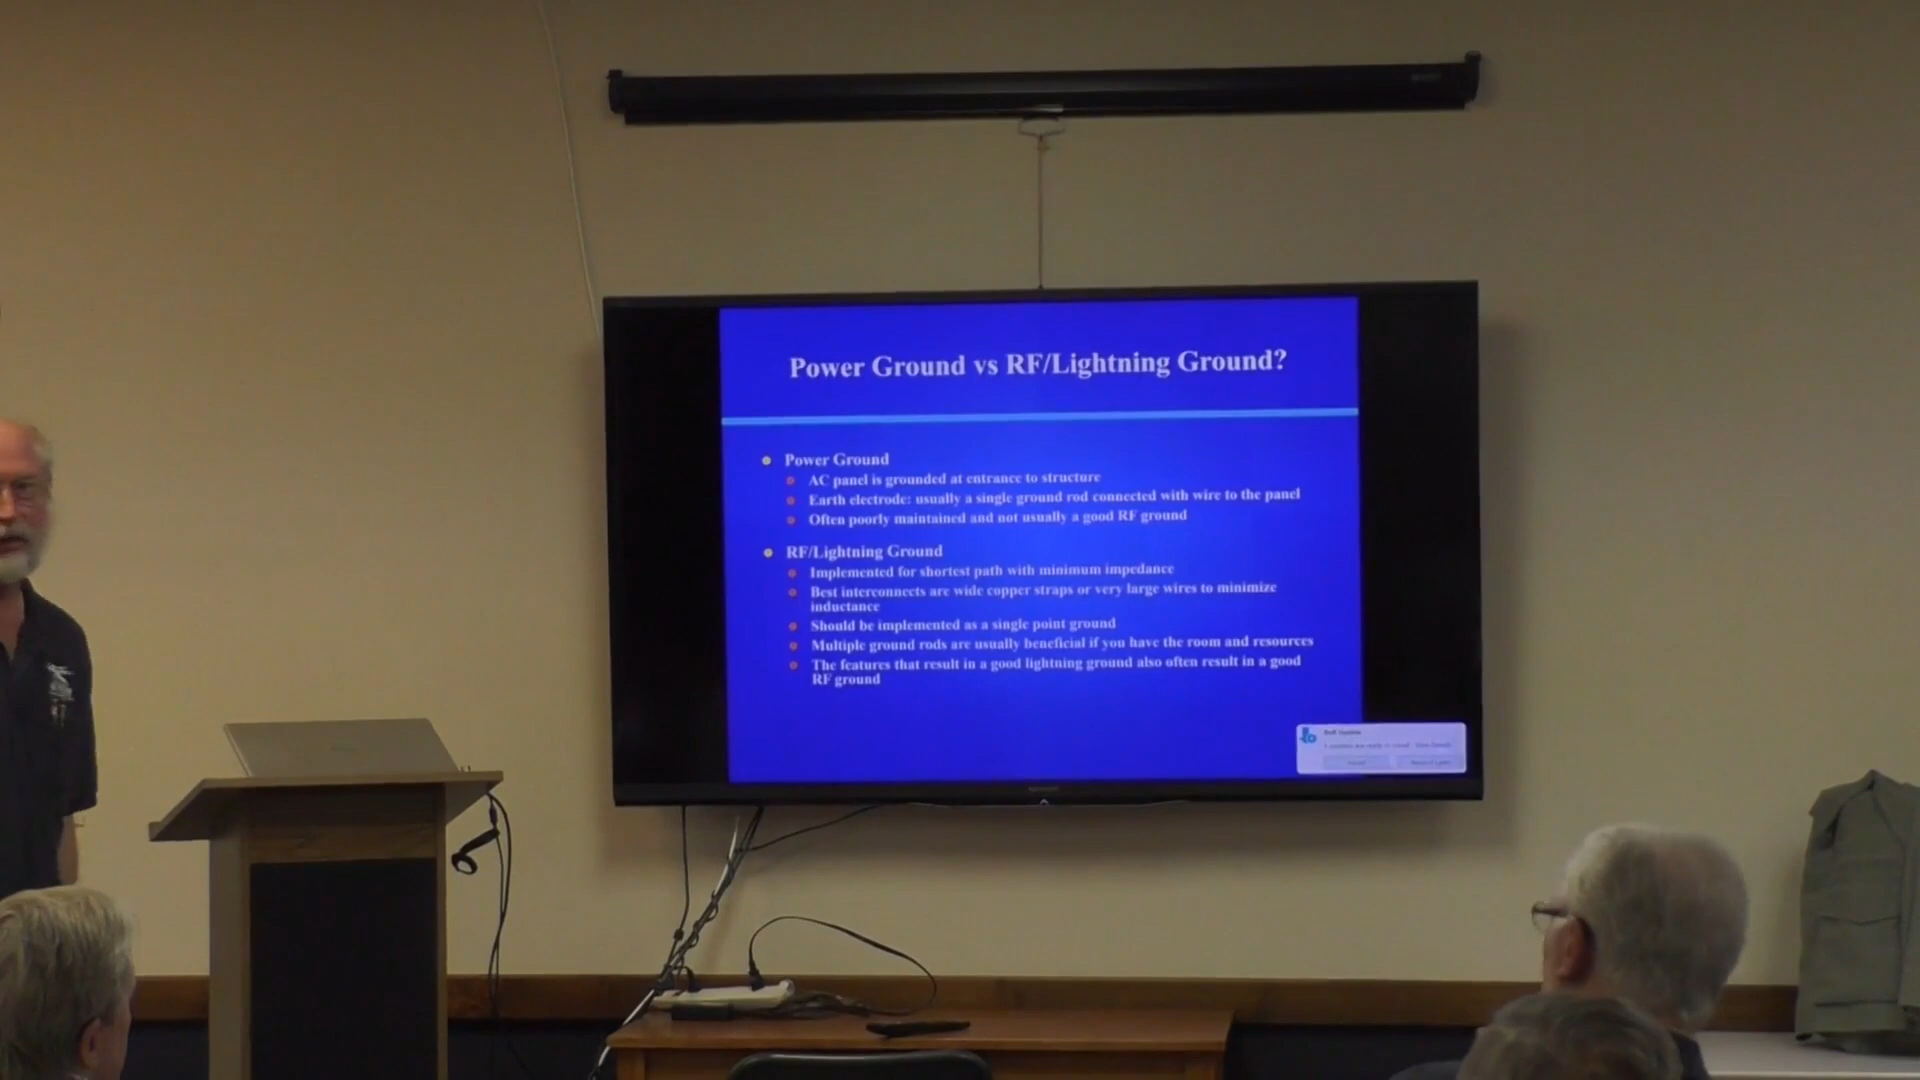 Power Ground vs RF/Lightning Ground?
Power Ground
AC panel is grounded at entrance to structure
Earth electrode: usually a single ground rod connected with wire to the panel
Often poorly maintained and not usually a good RF ground
RF/Lightning Ground
Implemented for shortest path with minimum impedance
Best interconnects are wide copper straps or very large wires to minimize
inductance
Should be implemented as a single point ground
Multiple ground rods are usually beneficial if you have the room and resources
The features that result in a good lightning ground also often result in a good
RF ground